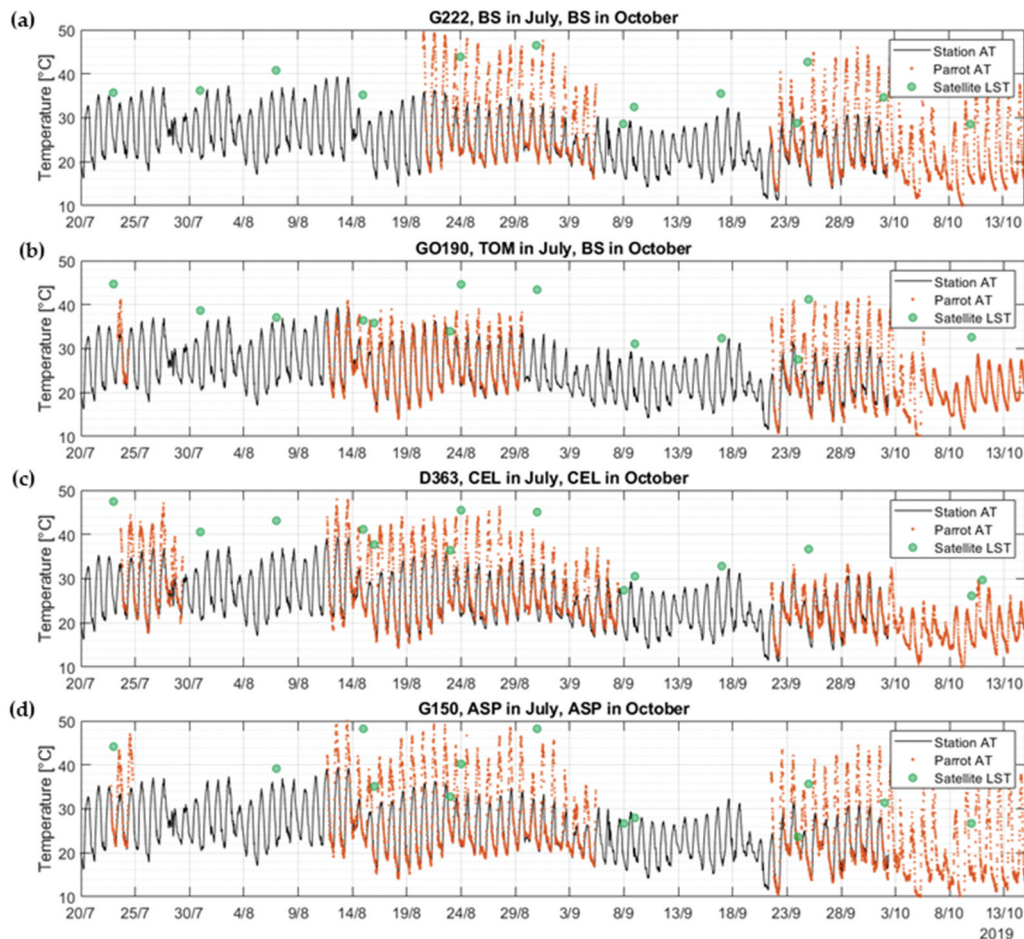 (a)
G222, BS in July, BS in October
Temperature [°C]
50
40
30
20
10
Station AT
Parrot AT
Satellite LST
20/7 25/7 30/7 4/8 9/8 14/8 19/8 24/8 29/8 3/9 8/9 13/9 18/9 23/9 28/9 3/10 8/10 13/10
(b)
GO190, TOM in July, BS in October
Temperature [°C]
50
40
30
20
10
Station AT
Parrot AT
Satellite LST
20/7 25/7 30/7 4/8 9/8 14/8 19/8 24/8 29/8 3/9 8/9 13/9 18/9 23/9 28/9 3/10 8/10 13/10
(c)
D363, CEL in July, CEL in October
Temperature [°C]
50
40
30
20
10
Station AT
Parrot AT
Satellite LST
20/7 25/7 30/7 4/8 9/8 14/8 19/8 24/8 29/8 3/9 8/9 13/9 18/9 23/9 28/9 3/10 8/10 13/10
(d)
G150, ASP in July, ASP in October
Temperature [°C]
50
40
30
20
10
Station AT
Parrot AT
Satellite LST
20/7 25/7 30/7 4/8 9/8 14/8 19/8 24/8 29/8 3/9 8/9 13/9 18/9 23/9 28/9 3/10 8/10 13/10
2019